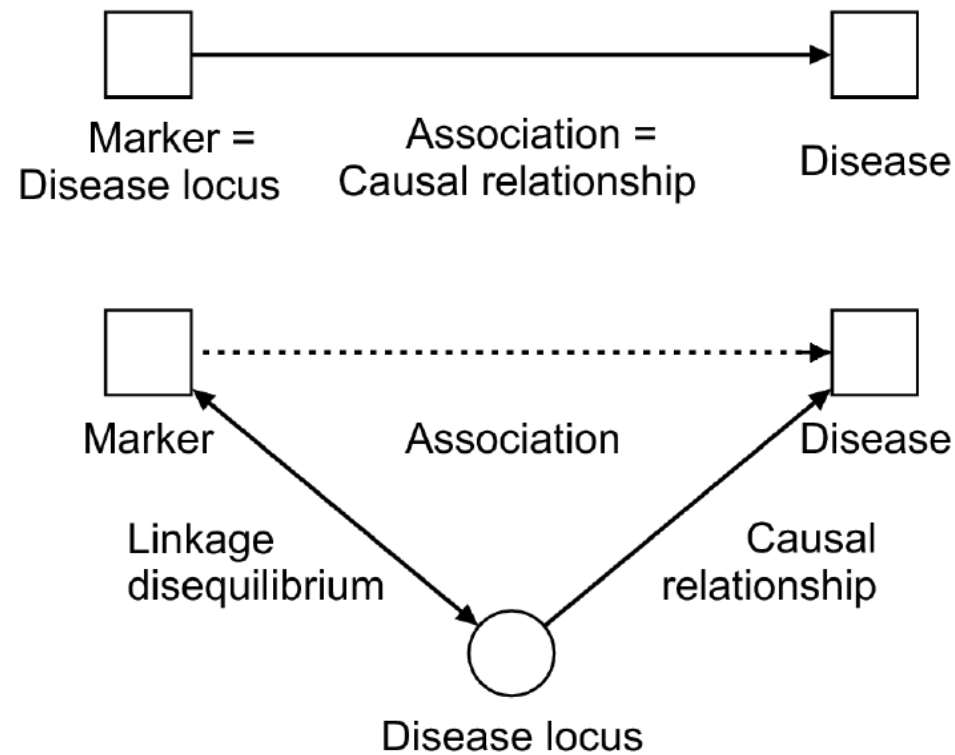 Marker =
Disease locus
Association =
Causal relationship
Disease
Marker
Association
Disease
Linkage
disequilibrium
Causal
relationship
Disease locus